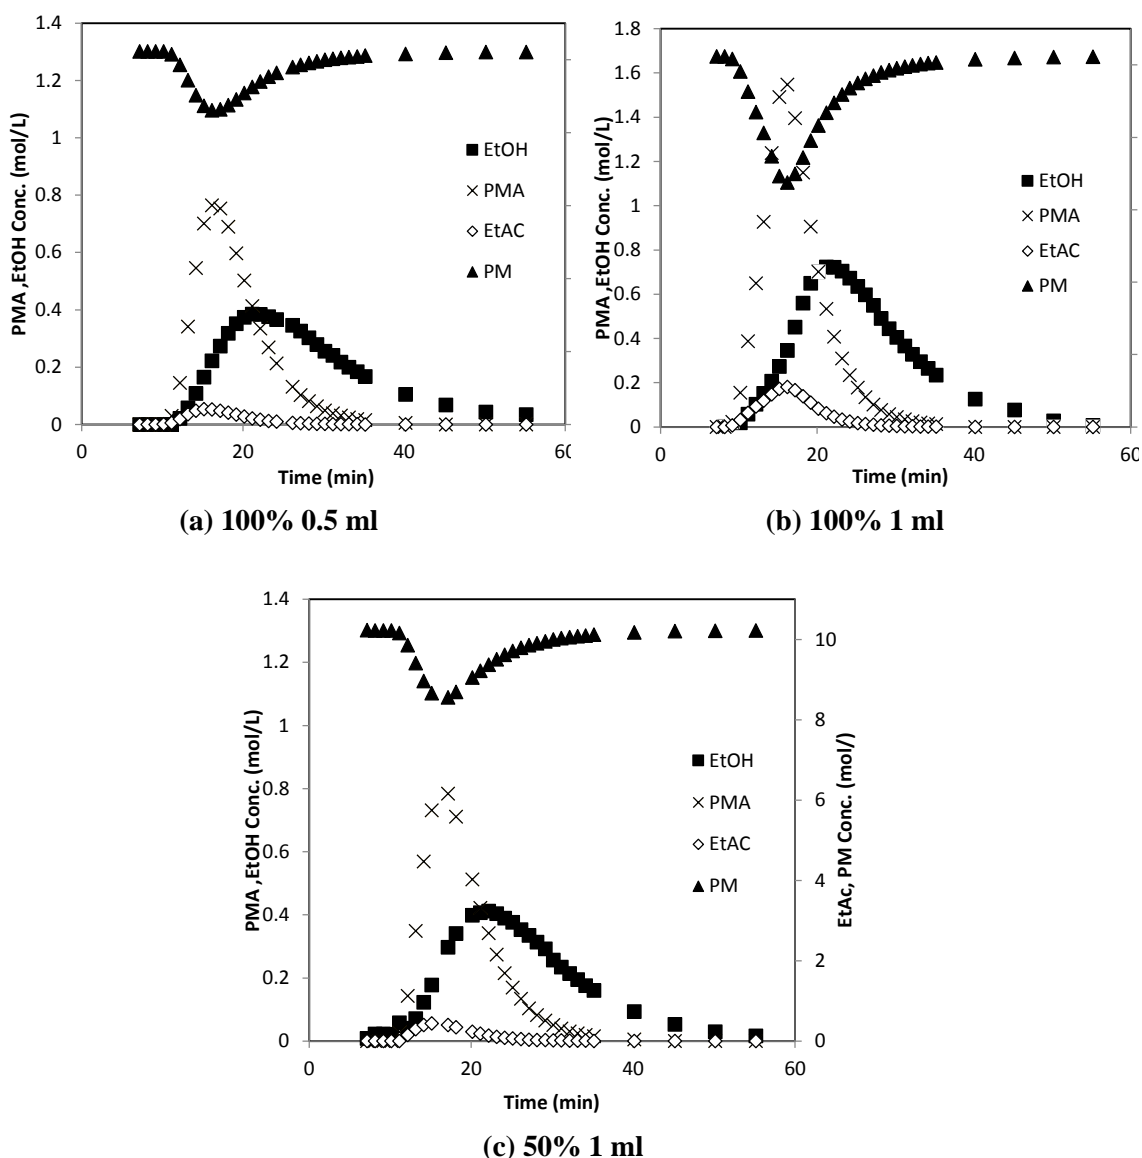 1.4
1.2
1
0.8
0.6
0.4
0.2
0
0
20
40
60
PMA ,EtOH Conc. (mol/L)
Time (min)
EtOH
PMA
EtAC
PM
(a) 100% 0.5 ml
1.8
1.6
1.4
1.2
1
0.8
0.6
0.4
0.2
0
0
20
40
60
PMA ,EtOH Conc. (mol/L)
Time (min)
EtOH
PMA
EtAC
PM
(b) 100% 1 ml
1.4
1.2
1
0.8
0.6
0.4
0.2
0
0
20
40
60
10
8
6
4
2
0
PMA ,EtOH Conc. (mol/L)
EtAc, PM Conc. (mol/)
Time (min)
EtOH
PMA
EtAC
PM
(c) 50% 1 ml